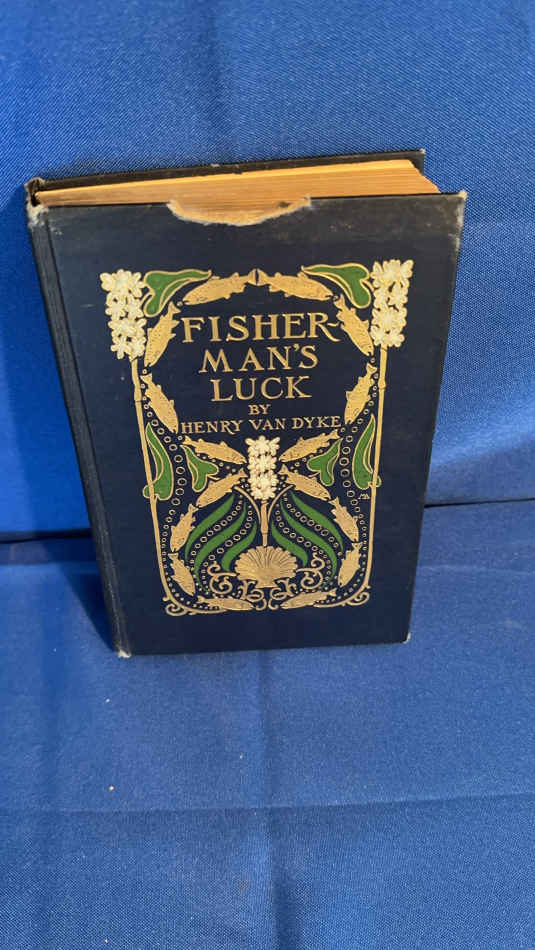 FISHER-
MAN'S
LUCK
BY
HENRY VAN DYKE